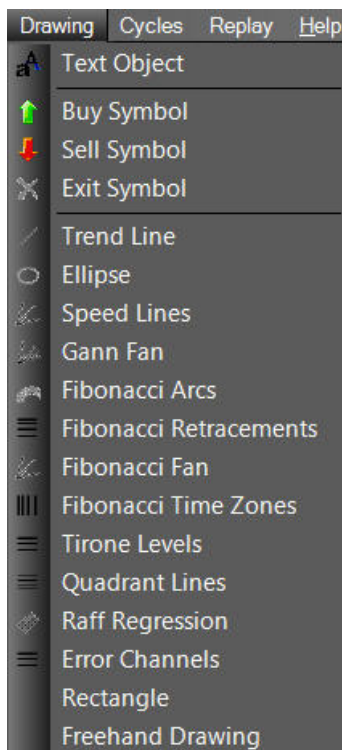 Drawing Cycles Replay Help
Text Object
Buy Symbol
Sell Symbol
Exit Symbol
Trend Line
Ellipse
Speed Lines
Gann Fan
Fibonacci Arcs
Fibonacci Retracements
Fibonacci Fan
Fibonacci Time Zones
Tirone Levels
Quadrant Lines
Raff Regression
Error Channels
Rectangle
Freehand Drawing